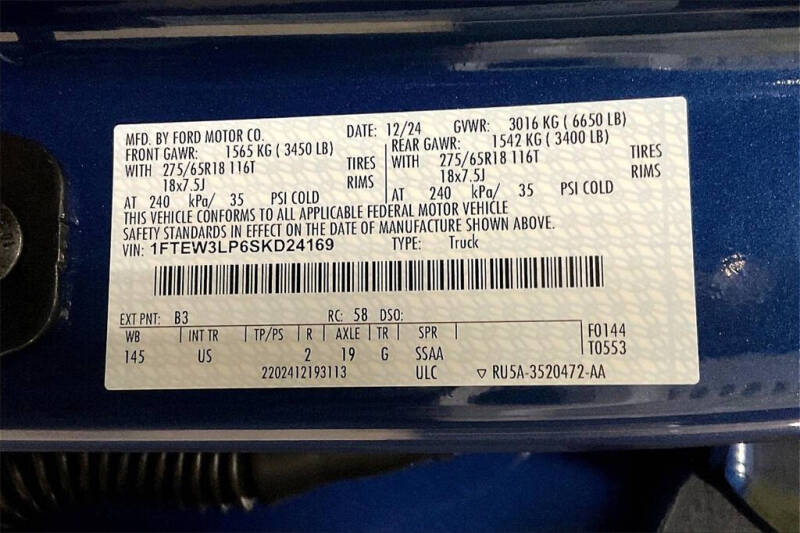 MFD. BY FORD MOTOR CO. DATE: 12/24 GVWR: 3016 KG ( 6650 LB)
FRONT GAWR: 1565 KG ( 3450 LB) REAR GAWR: 1542 KG ( 3400 LB)
WITH 275/65R18 116T TIRES WITH 275/65R18 116T TIRES
18x7.5J RIMS 18x7.5J RIMS
AT 240 kPa/ 35 PSI COLD AT 240 kPa/ 35 PSI COLD
THIS VEHICLE CONFORMS TO ALL APPLICABLE FEDERAL MOTOR VEHICLE
SAFETY STANDARDS IN EFFECT ON THE DATE OF MANUFACTURE SHOWN ABOVE.
VIN: 1FTEW3LP6SKD24169 TYPE: Truck
EXT PNT: B3 RC: 58 DSO:
WB INT TR TP/PS R AXLE TR SPR F0144
145 US 2 19 G SSAA T0553
2202412193113 ULC ▽ RU5A-3520472-AA